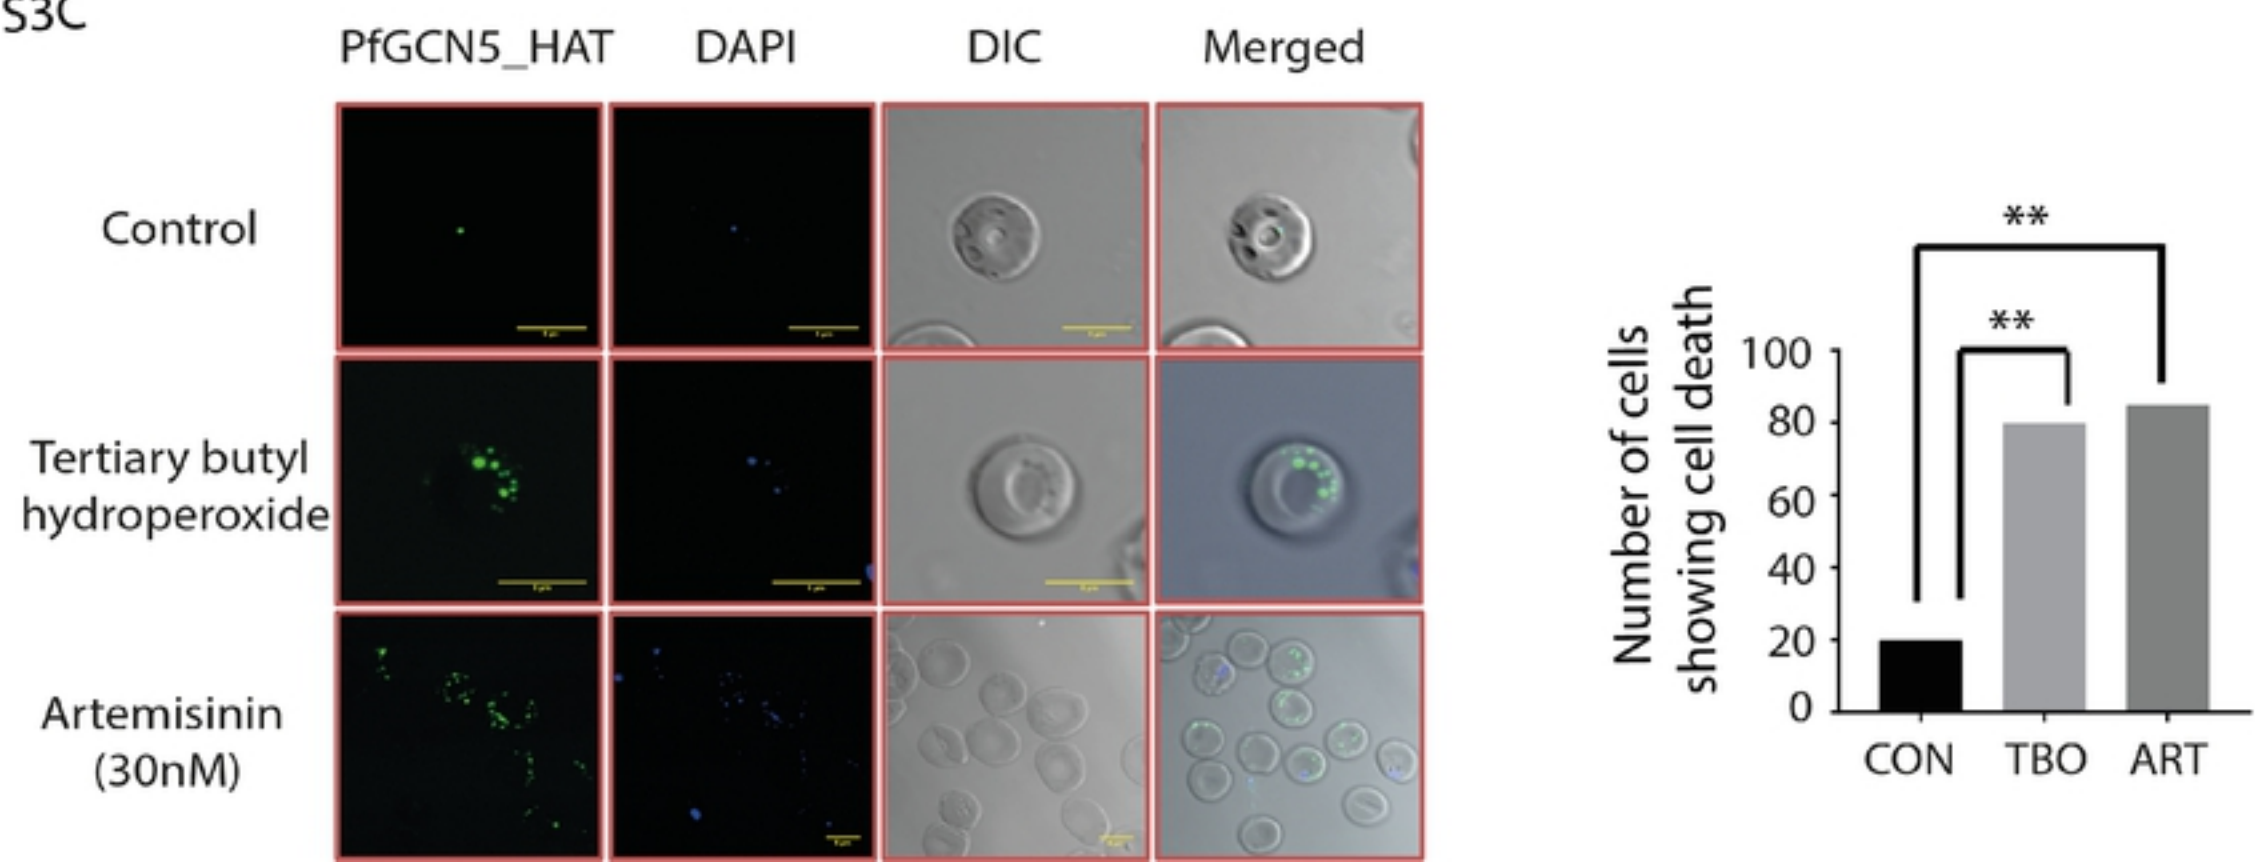 S3C
PfGCN5_HAT DAPI DIC Merged
Control
Tertiary butyl
hydroperoxide
Artemisinin
(30nM)
Number of cells
showing cell death
**
**
100
80
60
40
20
0
CON TBO ART